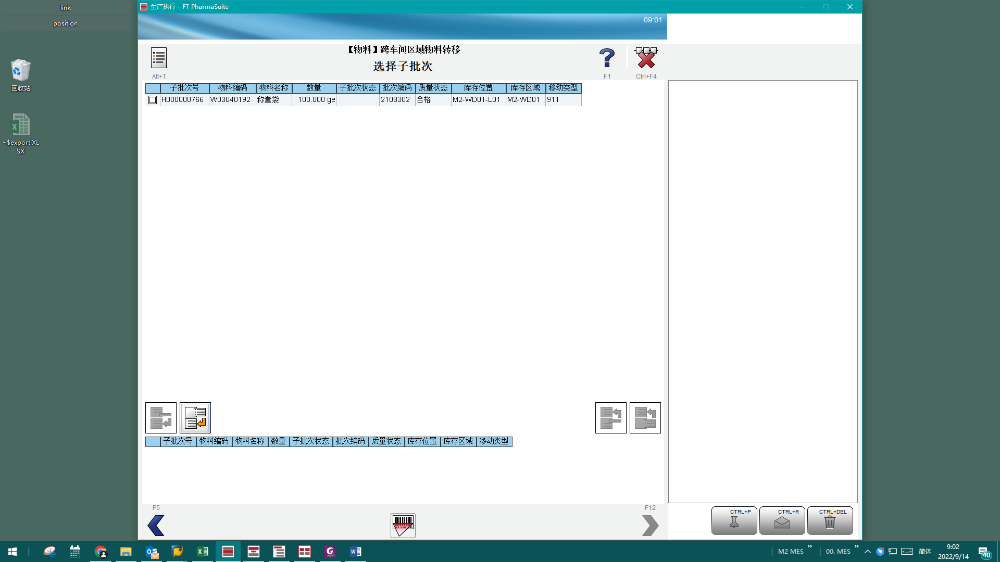 link
position
回收站
~$export.XL
SX
生产执行 - FT PharmaSuite
09:01
【物料】跨车间区域物料转移
选择子批次
Alt+T
F1
Ctrl+F4
子批次号 物料编码 物料名称 数量 子批次状态 批次编码 质量状态 库存位置 库存区域 移动类型
H000000766 W03040192 称量袋 100.000 ge 2108302 合格 M2-WD01-L01 M2-WD01 911
子批次号 物料编码 物料名称 数量 子批次状态 批次编码 质量状态 库存位置 库存区域 移动类型
F5
F12
CTRL+P
CTRL+R
CTRL+DEL
M2 MES
00. MES
简体
9:02
2022/9/14
40